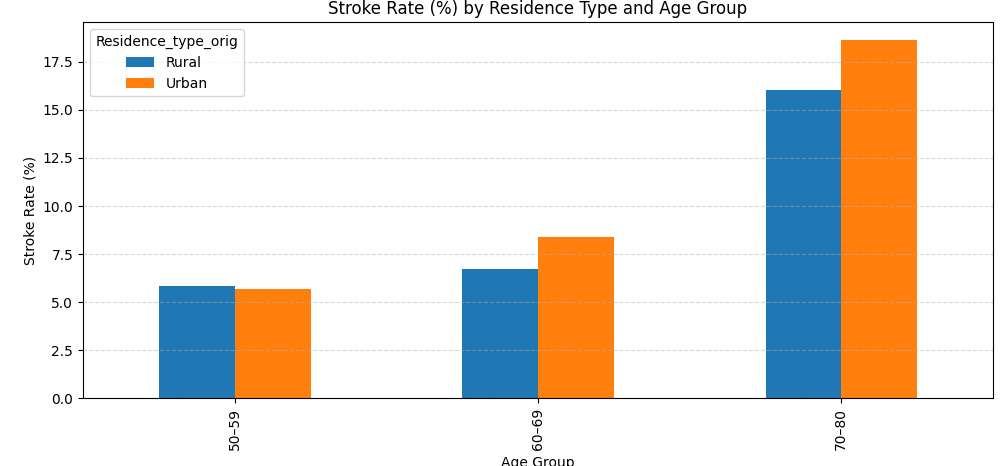 Stroke Rate (%) by Residence Type and Age Group
Residence_type_orig
Rural
Urban
Stroke Rate (%)
17.5
15.0
12.5
10.0
7.5
5.0
2.5
0.0
50–59
60–69
70–80
Age Group